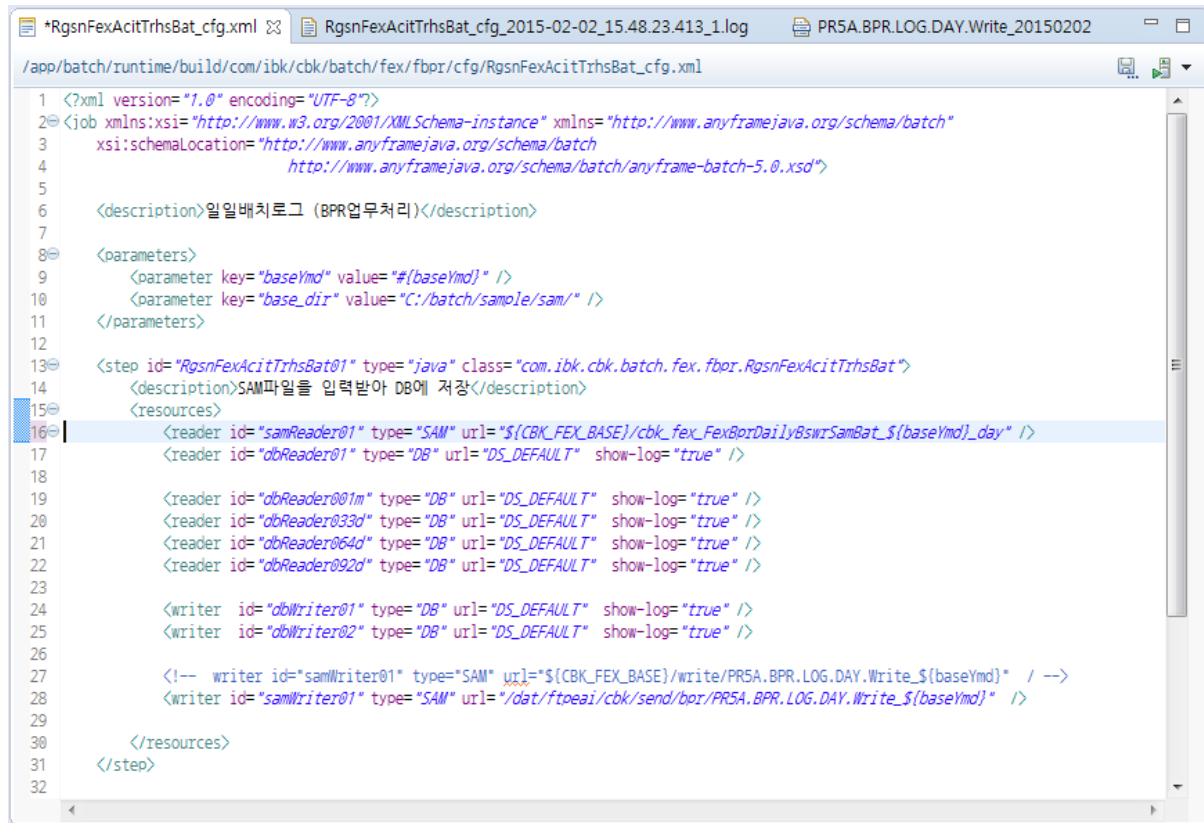 *RgsnFexAcitTrhsBat_cfg.xml RgsnFexAcitTrhsBat_cfg_2015-02-02_15.48.23.413_1.log PR5A.BPR.LOG.DAY.Write_20150202
/app/batch/runtime/build/com/ibk/cbk/batch/fex/fbpr/cfg/RgsnFexAcitTrhsBat_cfg.xml
1 <?xml version="1.0" encoding="UTF-8"?>
2 <job xmlns:xsi="http://www.w3.org/2001/XMLSchema-instance" xmlns="http://www.anyframejava.org/schema/batch"
3 xsi:schemaLocation="http://www.anyframejava.org/schema/batch
4 http://www.anyframejava.org/schema/batch/anyframe-batch-5.0.xsd">
5
6 <description>일일배치로그 (BPR업무처리)</description>
7
8 <parameters>
9 <parameter key="baseYmd" value="#{baseYmd}" />
10 <parameter key="base_dir" value="C:/batch/sample/sam/" />
11 </parameters>
12
13 <step id="RgsnFexAcitTrhsBat01" type="java" class="com.ibk.cbk.batch.fex.fbpr.RgsnFexAcitTrhsBat">
14 <description>SAM파일을 입력받아 DB에 저장</description>
15 <resources>
16 <reader id="samReader01" type="SAM" url="${CBK_FEX_BASE}/cbk_fex_FexBprDailyBswrSamBat_${baseYmd}_day" />
17 <reader id="dbReader01" type="DB" url="DS_DEFAULT" show-log="true" />
18
19 <reader id="dbReader001m" type="DB" url="DS_DEFAULT" show-log="true" />
20 <reader id="dbReader033d" type="DB" url="DS_DEFAULT" show-log="true" />
21 <reader id="dbReader064d" type="DB" url="DS_DEFAULT" show-log="true" />
22 <reader id="dbReader092d" type="DB" url="DS_DEFAULT" show-log="true" />
23
24 <writer id="dbWriter01" type="DB" url="DS_DEFAULT" show-log="true" />
25 <writer id="dbWriter02" type="DB" url="DS_DEFAULT" show-log="true" />
26
27 <!-- writer id="samWriter01" type="SAM" url="${CBK_FEX_BASE}/write/PR5A.BPR.LOG.DAY.Write_${baseYmd}" / -->
28 <writer id="samWriter01" type="SAM" url="/dat/ftpeai/cbk/send/bpr/PR5A.BPR.LOG.DAY.Write_${baseYmd}" />
29
30 </resources>
31 </step>
32